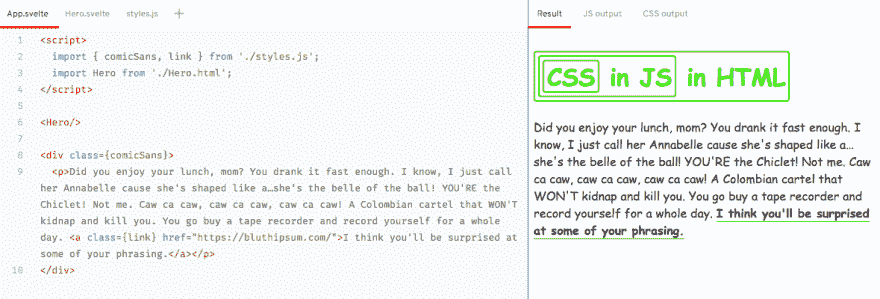 App.svelte Hero.svelte styles.js +
1 <script>
2 import { comicSans, link } from './styles.js';
3 import Hero from './Hero.html';
4 </script>
5
6 <Hero/>
7
8 <div class={comicSans}>
9 <p>Did you enjoy your lunch, mom? You drank it fast enough. I know, I just call
her Annabelle cause she's shaped like a…she's the belle of the ball! YOU'RE the
Chiclet! Not me. Caw ca caw, caw ca caw, caw ca caw! A Colombian cartel that WON'T
kidnap and kill you. You go buy a tape recorder and record yourself for a whole
day. <a class={link} href="https://bluthipsum.com/">I think you'll be surprised at
some of your phrasing.</a></p>
10 </div>
Result JS output CSS output
CSS in JS in HTML
Did you enjoy your lunch, mom? You drank it fast enough. I
know, I just call her Annabelle cause she's shaped like a…
she's the belle of the ball! YOU'RE the Chiclet! Not me. Caw
ca caw, caw ca caw, caw ca caw! A Colombian cartel that
WON'T kidnap and kill you. You go buy a tape recorder and
record yourself for a whole day. I think you'll be surprised
at some of your phrasing.